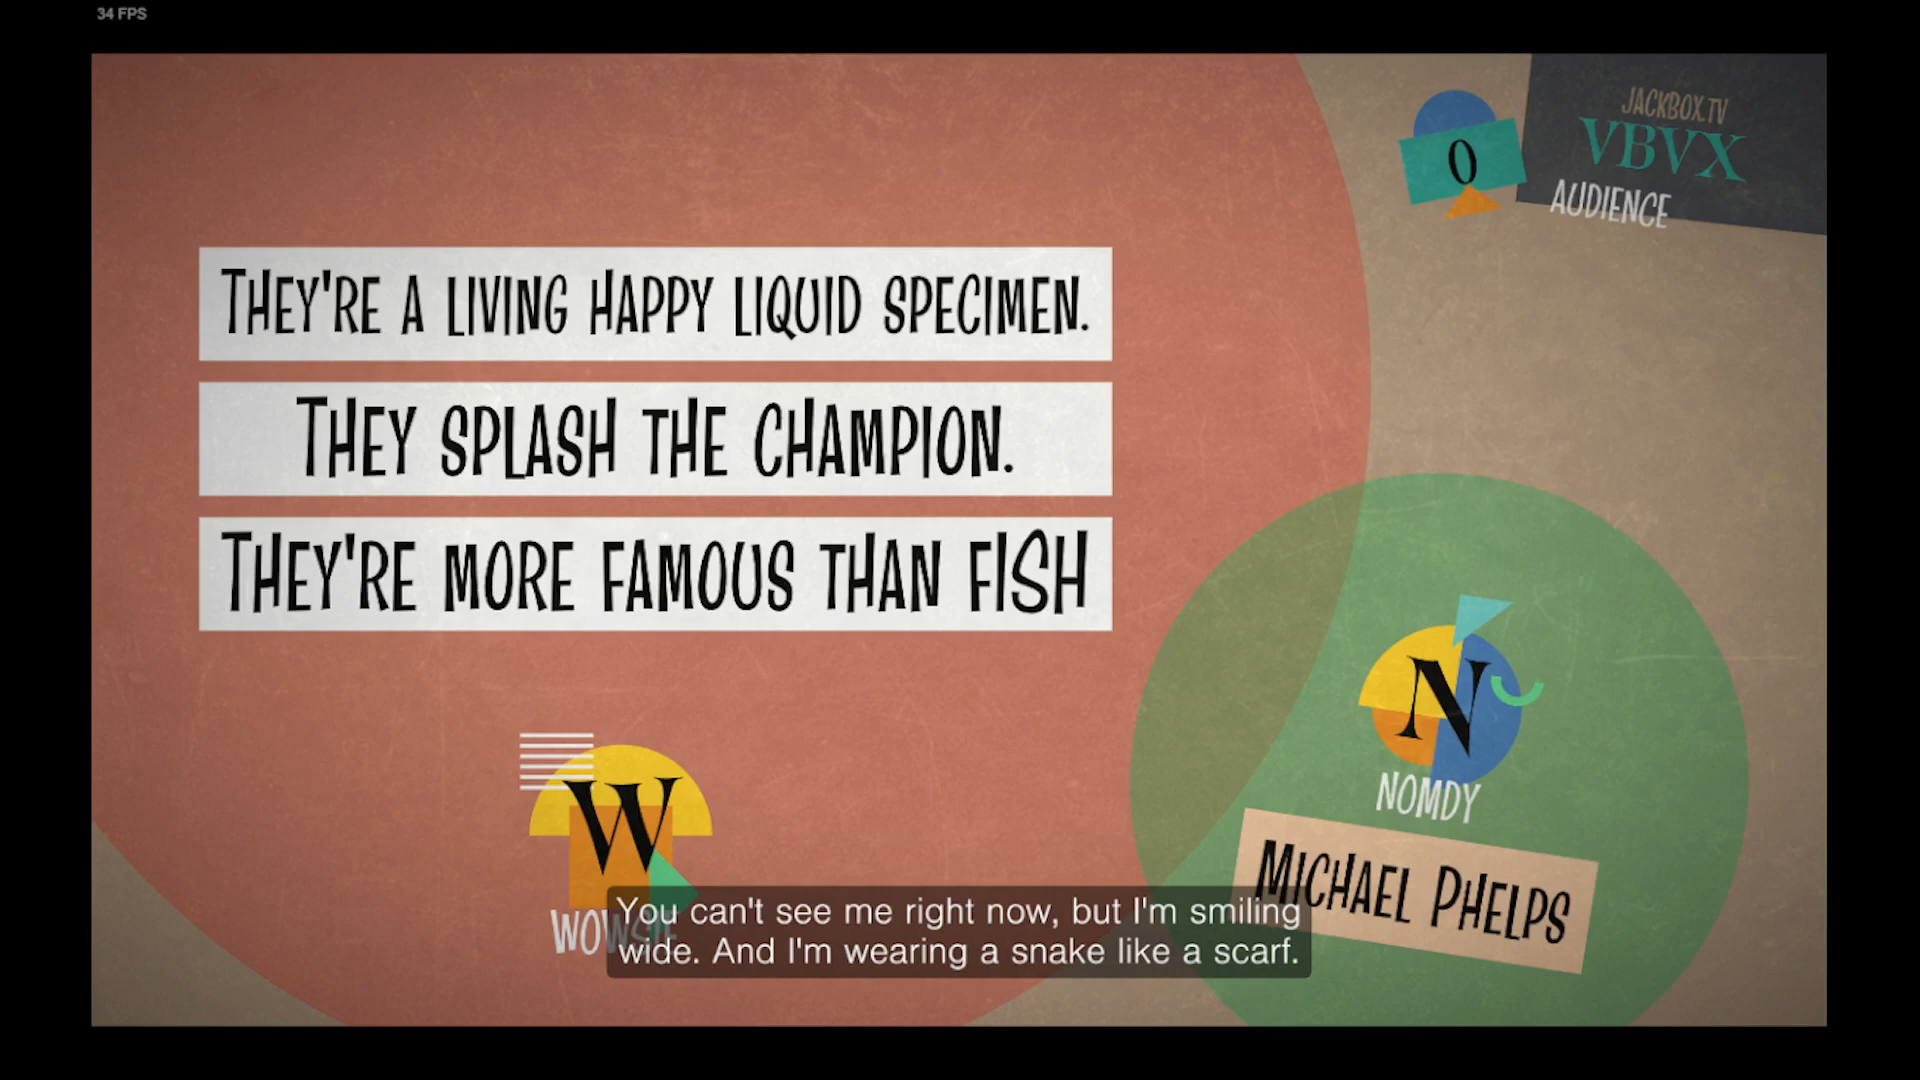 34 FPS
JACKBOX.TV
VBVX
0
AUDIENCE
THEY'RE A LIVING HAPPY LIQUID SPECIMEN.
THEY SPLASH THE CHAMPION.
THEY'RE MORE FAMOUS THAN FISH
N
NOMDY
MICHAEL PHELPS
W
You can't see me right now, but I'm smiling
wide. And I'm wearing a snake like a scarf.